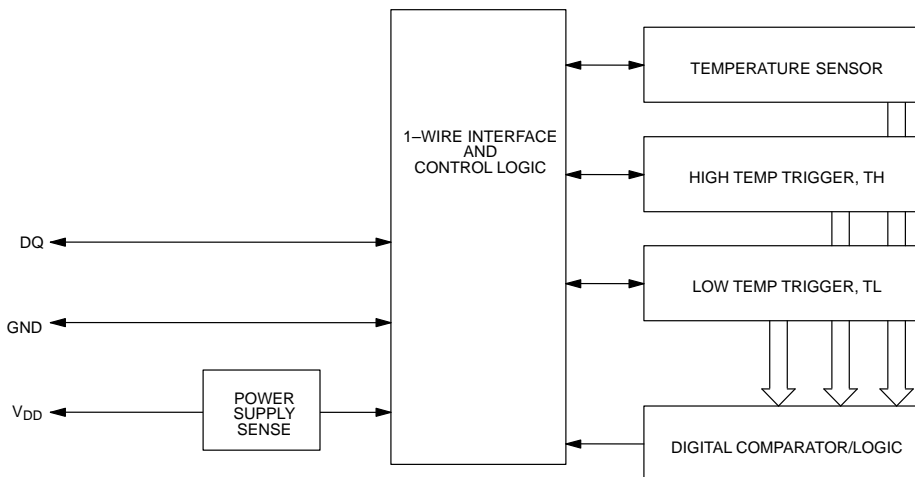 TEMPERATURE SENSOR
1–WIRE INTERFACE
AND
CONTROL LOGIC
HIGH TEMP TRIGGER, TH
DQ
LOW TEMP TRIGGER, TL
GND
VDD
POWER
SUPPLY
SENSE
DIGITAL COMPARATOR/LOGIC